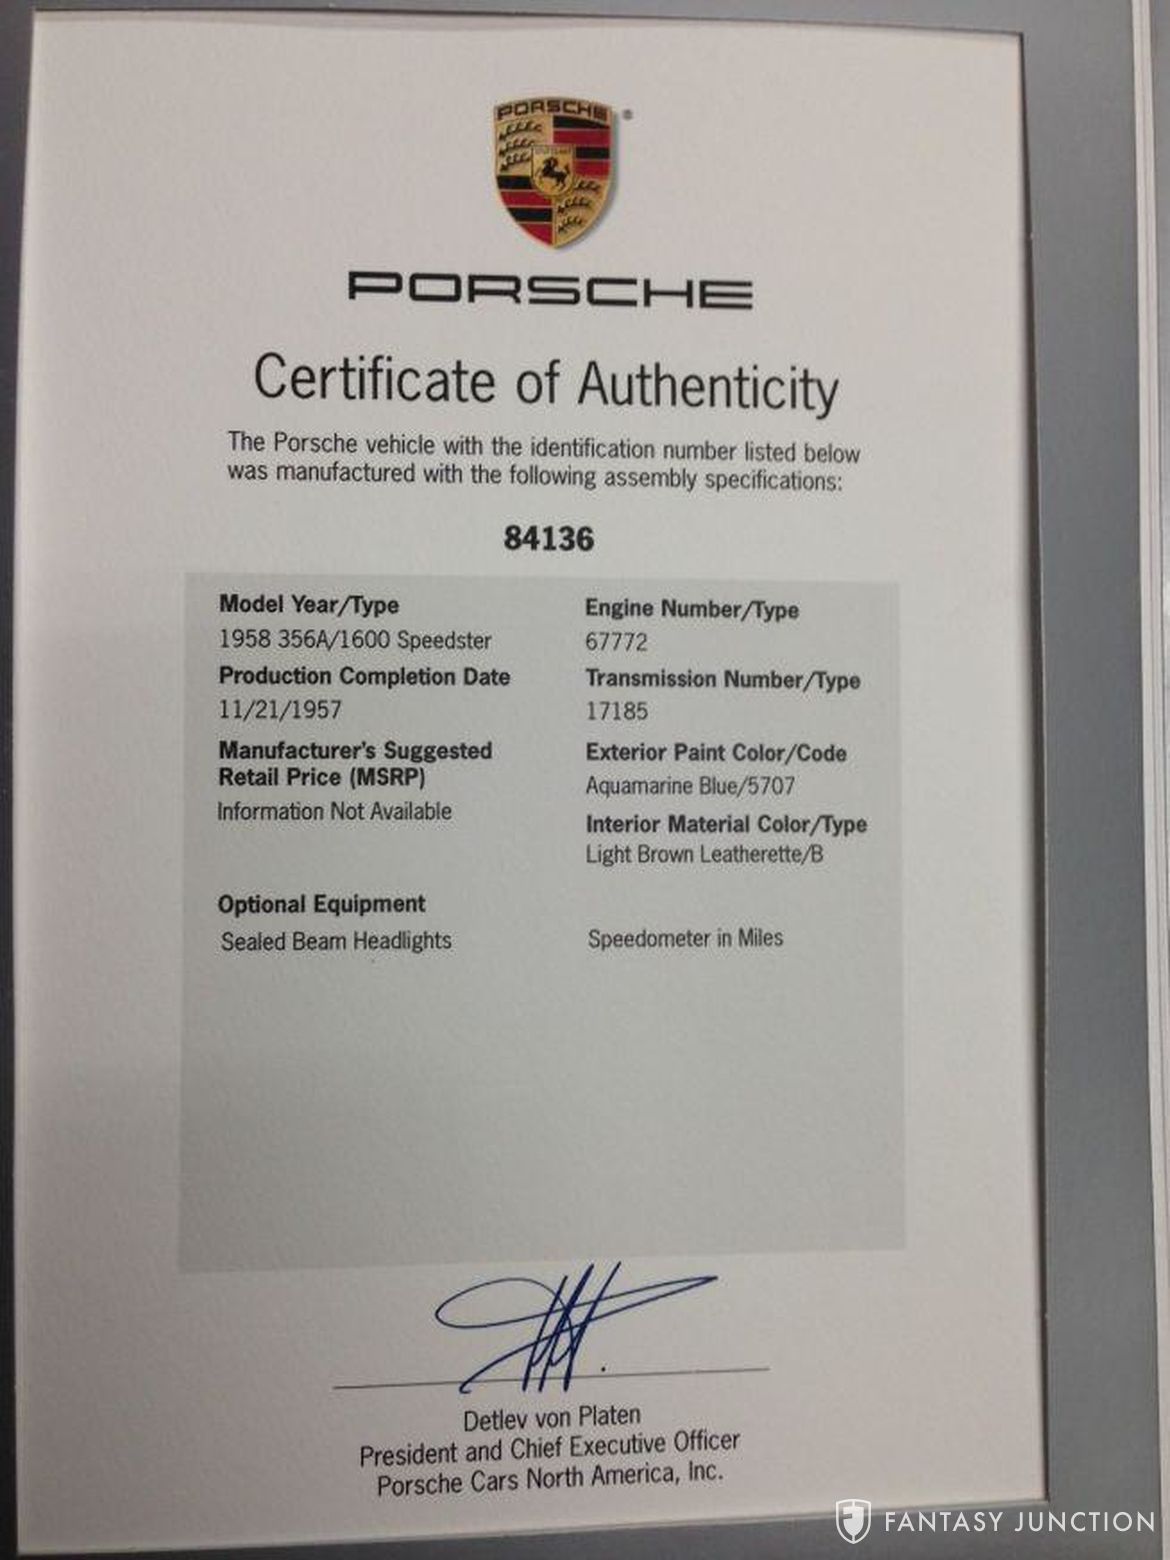 PORSCHE
®
PORSCHE
Certificate of Authenticity
The Porsche vehicle with the identification number listed below
was manufactured with the following assembly specifications:
84136
Model Year/Type
1958 356A/1600 Speedster
Production Completion Date
11/21/1957
Manufacturer's Suggested
Retail Price (MSRP)
Information Not Available
Engine Number/Type
67772
Transmission Number/Type
17185
Exterior Paint Color/Code
Aquamarine Blue/5707
Interior Material Color/Type
Light Brown Leatherette/B
Optional Equipment
Sealed Beam Headlights
Speedometer in Miles
Detlev von Platen
President and Chief Executive Officer
Porsche Cars North America, Inc.
FANTASY JUNCTION